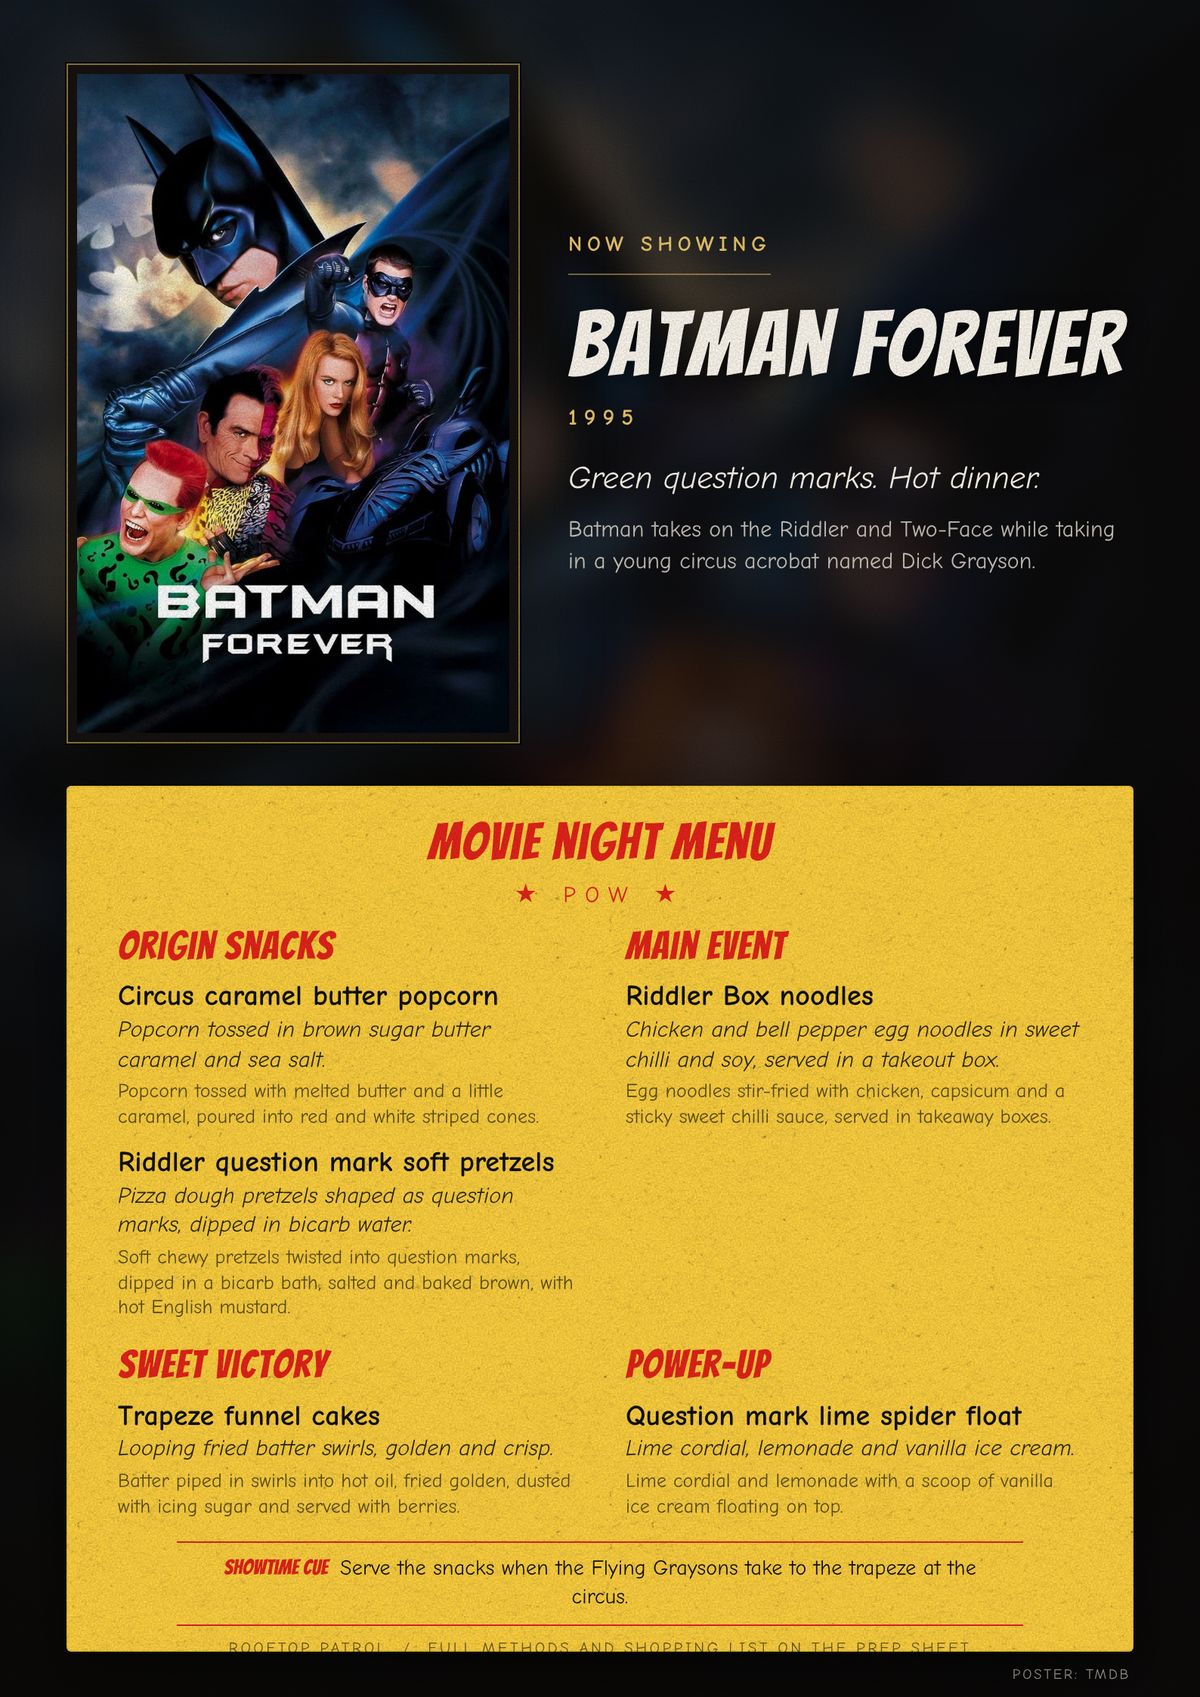 BATMAN
FOREVER
NOW SHOWING
BATMAN FOREVER
1995
Green question marks. Hot dinner.
Batman takes on the Riddler and Two-Face while taking
in a young circus acrobat named Dick Grayson.
MOVIE NIGHT MENU
★ POW ★
ORIGIN SNACKS
Circus caramel butter popcorn
Popcorn tossed in brown sugar butter
caramel and sea salt.
Popcorn tossed with melted butter and a little
caramel, poured into red and white striped cones.
Riddler question mark soft pretzels
Pizza dough pretzels shaped as question
marks, dipped in bicarb water.
Soft chewy pretzels twisted into question marks,
dipped in a bicarb bath, salted and baked brown, with
hot English mustard.
MAIN EVENT
Riddler Box noodles
Chicken and bell pepper egg noodles in sweet
chilli and soy, served in a takeout box.
Egg noodles stir-fried with chicken, capsicum and a
sticky sweet chilli sauce, served in takeaway boxes.
SWEET VICTORY
Trapeze funnel cakes
Looping fried batter swirls, golden and crisp.
Batter piped in swirls into hot oil, fried golden, dusted
with icing sugar and served with berries.
POWER-UP
Question mark lime spider float
Lime cordial, lemonade and vanilla ice cream.
Lime cordial and lemonade with a scoop of vanilla
ice cream floating on top.
SHOWTIME CUE Serve the snacks when the Flying Graysons take to the trapeze at the
circus.
ROOFTOP PATROL / FULL METHODS AND SHOPPING LIST ON THE PREP SHEET
POSTER: TMDB